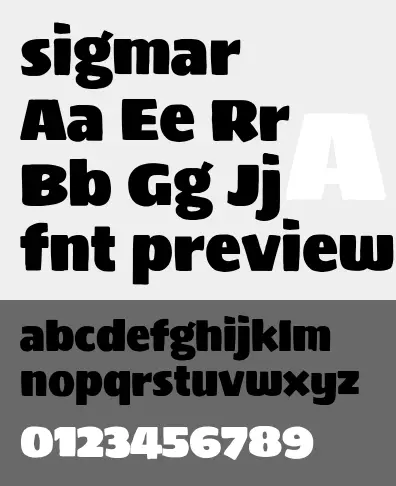 sigmar
Aa Ee Rr
A
Bb Gg Jj
fnt preview
abcdefghijklm
nopqrstuvwxyz
0123456789